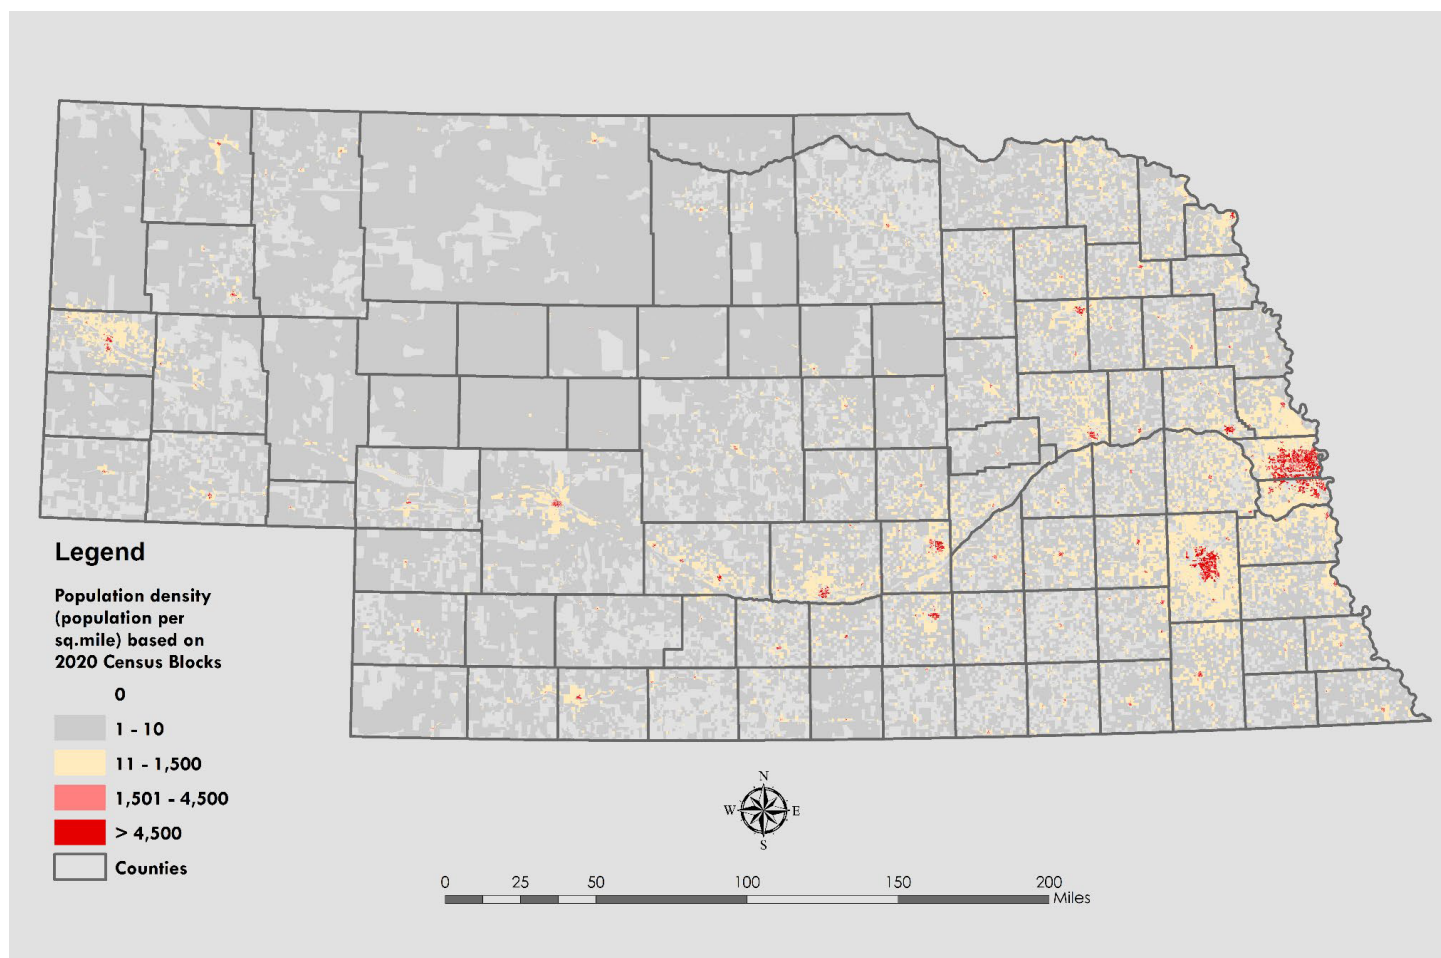 Legend
Population density
(population per
sq.mile) based on
2020 Census Blocks
0
1 - 10
11 - 1,500
1,501 - 4,500
> 4,500
Counties
N
W E
S
0 25 50 100 150 200
Miles